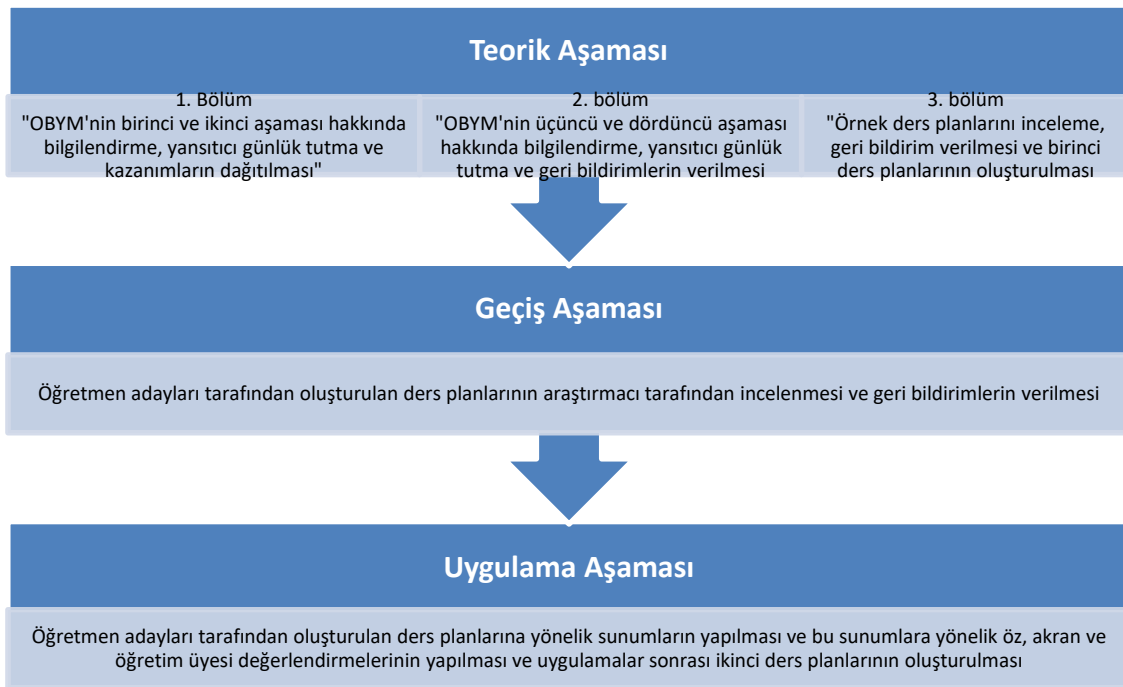 Teorik Aşaması
1. Bölüm
"OBYM'nin birinci ve ikinci aşaması hakkında
bilgilendirme, yansıtıcı günlük tutma ve
kazanımların dağıtılması"
2. bölüm
"OBYM'nin üçüncü ve dördüncü aşaması
hakkında bilgilendirme, yansıtıcı günlük
tutma ve geri bildirimlerin verilmesi
3. bölüm
"Örnek ders planlarını inceleme,
geri bildirim verilmesi ve birinci
ders planlarının oluşturulması
Geçiş Aşaması
Öğretmen adayları tarafından oluşturulan ders planlarının araştırmacı tarafından incelenmesi ve geri bildirimlerin verilmesi
Uygulama Aşaması
Öğretmen adayları tarafından oluşturulan ders planlarına yönelik sunumların yapılması ve bu sunumlara yönelik öz, akran ve
öğretim üyesi değerlendirmelerinin yapılması ve uygulamalar sonrası ikinci ders planlarının oluşturulması